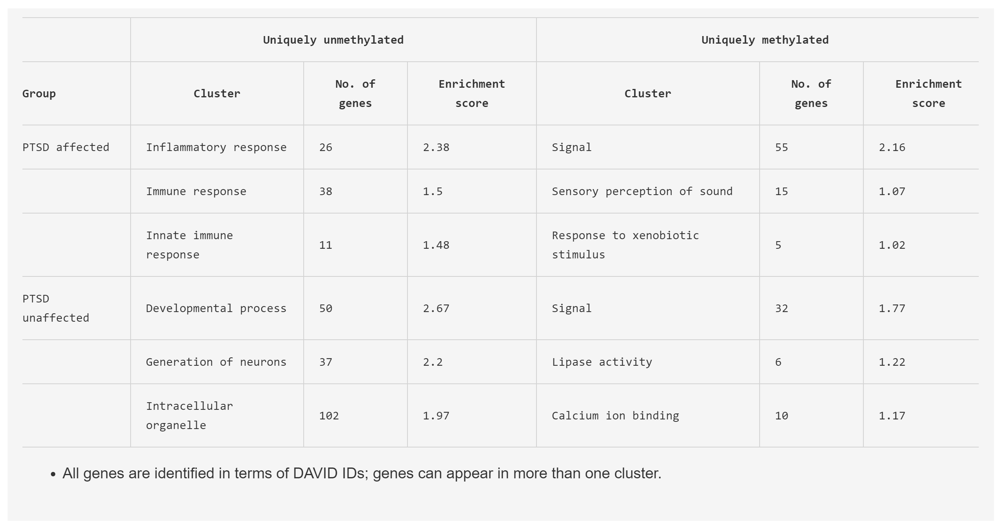 Uniquely unmethylated Uniquely methylated
Group Cluster No. of genes Enrichment score Cluster No. of genes Enrichment score
PTSD affected Inflammatory response 26 2.38 Signal 55 2.16
Immune response 38 1.5 Sensory perception of sound 15 1.07
Innate immune response 11 1.48 Response to xenobiotic stimulus 5 1.02
PTSD unaffected Developmental process 50 2.67 Signal 32 1.77
Generation of neurons 37 2.2 Lipase activity 6 1.22
Intracellular organelle 102 1.97 Calcium ion binding 10 1.17
• All genes are identified in terms of DAVID IDs; genes can appear in more than one cluster.